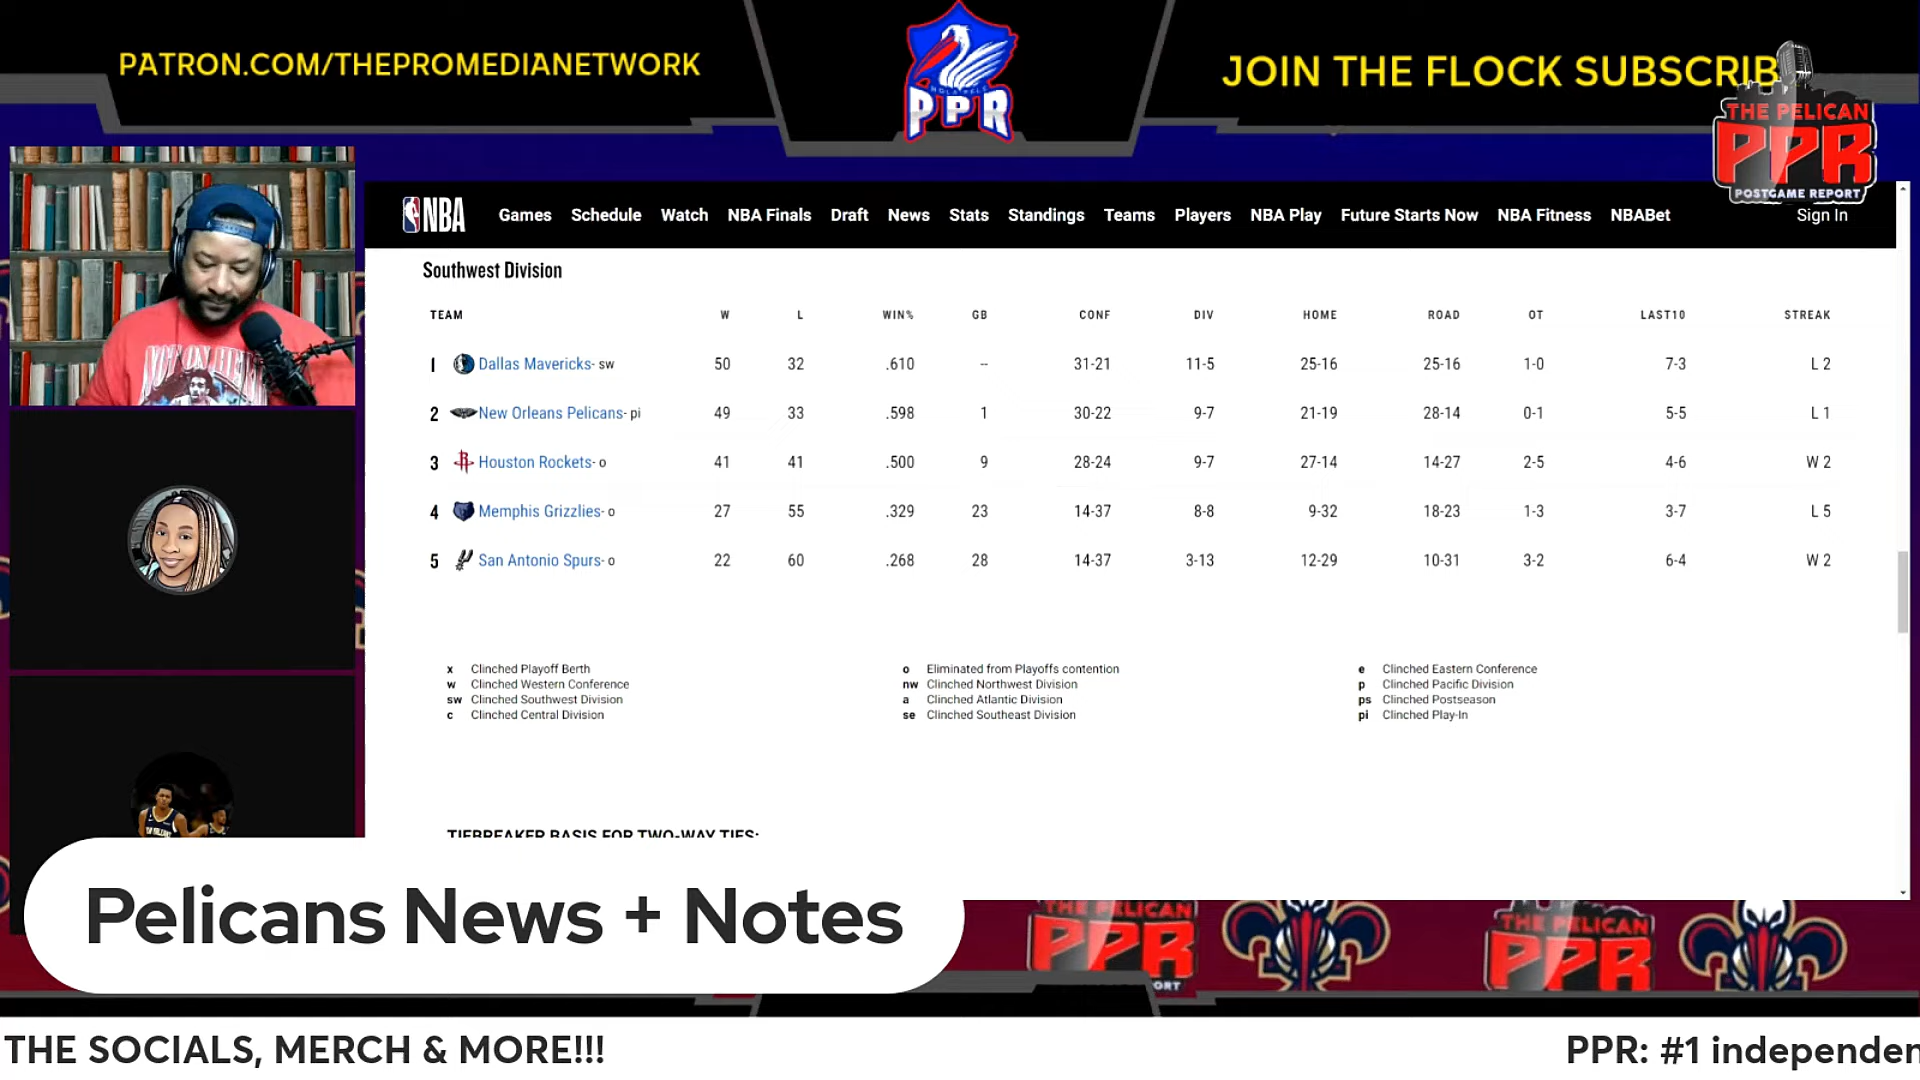 PATRON.COM/THEPROMEDIANETWORK
NOLA PELE
PPR
JOIN THE FLOCK SUBSCRIB
THE PELICAN
PPR
POSTGAME REPORT
NBA Games Schedule Watch NBA Finals Draft News Stats Standings Teams Players NBA Play Future Starts Now NBA Fitness NBABet Sign In
Southwest Division
TEAM W L WIN% GB CONF DIV HOME ROAD OT LAST10 STREAK
1 Dallas Mavericks- sw 50 32 .610 -- 31-21 11-5 25-16 25-16 1-0 7-3 L 2
2 New Orleans Pelicans- pi 49 33 .598 1 30-22 9-7 21-19 28-14 0-1 5-5 L 1
3 Houston Rockets- o 41 41 .500 9 28-24 9-7 27-14 14-27 2-5 4-6 W 2
4 Memphis Grizzlies- o 27 55 .329 23 14-37 8-8 9-32 18-23 1-3 3-7 L 5
5 San Antonio Spurs- o 22 60 .268 28 14-37 3-13 12-29 10-31 3-2 6-4 W 2
x Clinched Playoff Berth o Eliminated from Playoffs contention e Clinched Eastern Conference
w Clinched Western Conference nw Clinched Northwest Division p Clinched Pacific Division
sw Clinched Southwest Division a Clinched Atlantic Division ps Clinched Postseason
c Clinched Central Division se Clinched Southeast Division pi Clinched Play-In
TIEBREAKER BASIS FOR TWO-WAY TIES:
Pelicans News + Notes
THE PELICAN
PPR
ORT
THE PELICAN
PPR
THE SOCIALS, MERCH & MORE!!! PPR: #1 independen